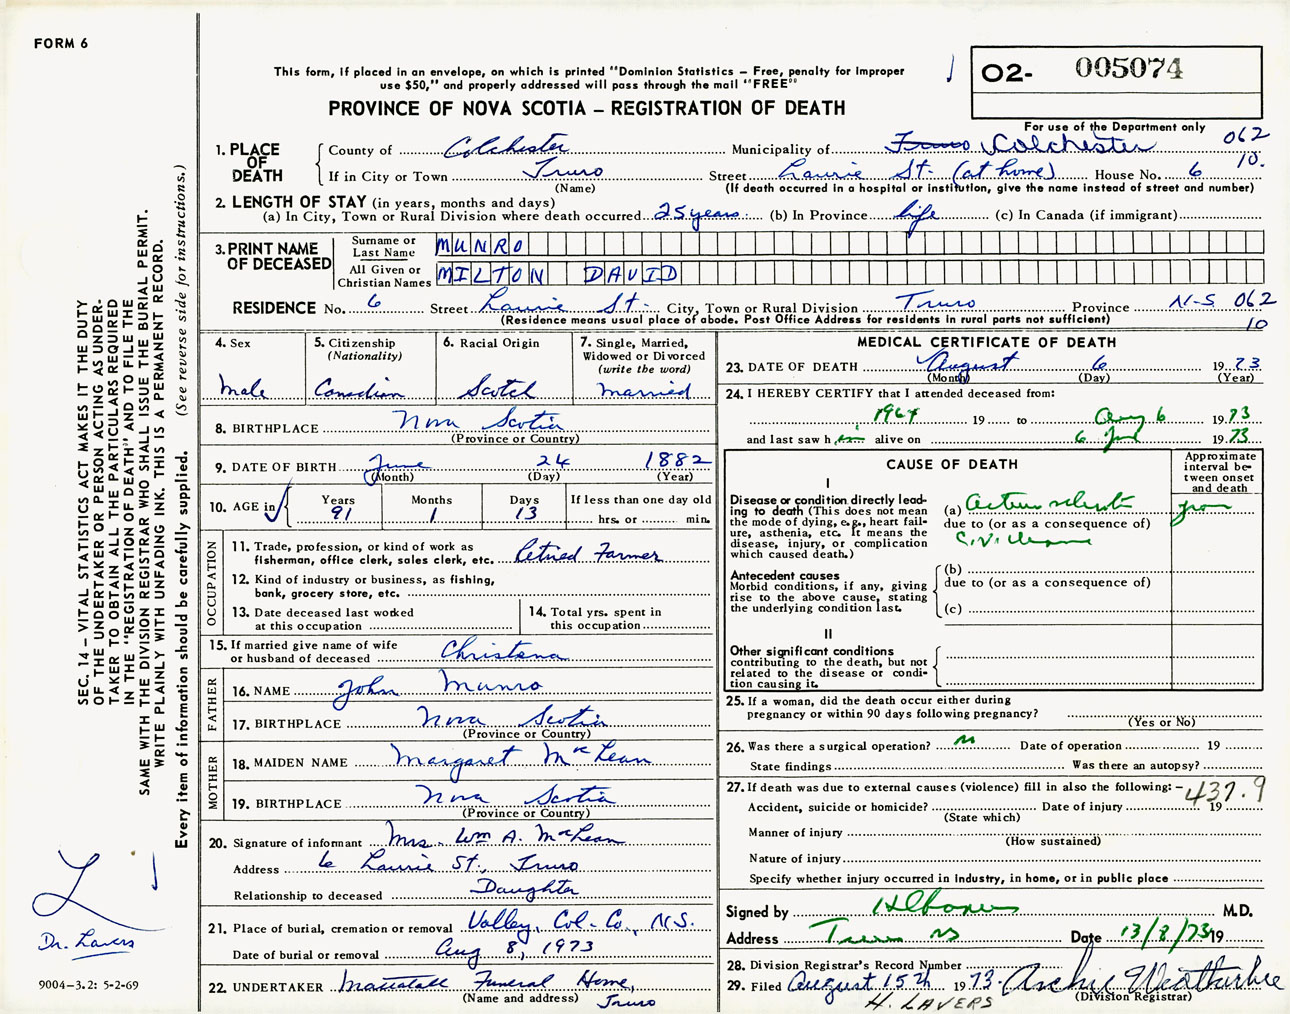 FORM 6
O2- 005074
This form, if placed in an envelope, on which is printed "Dominion Statistics – Free, penalty for improper
use $50," and properly addressed will pass through the mail "FREE"
PROVINCE OF NOVA SCOTIA – REGISTRATION OF DEATH
For use of the Department only
062
10.
1. PLACE OF DEATH County of Colchester Municipality of Truro Colchester
If in City or Town Truro Street Laurie St. (at home) House No. 6
(Name) (If death occurred in a hospital or institution, give the name instead of street and number)
2. LENGTH OF STAY (in years, months and days)
(a) In City, Town or Rural Division where death occurred 25 years (b) In Province life (c) In Canada (if immigrant)
3. PRINT NAME OF DECEASED
Surname or Last Name MUNRO
All Given or Christian Names MILTON DAVID
RESIDENCE No. 6 Street Laurie St. City, Town or Rural Division Truro Province N.S 062
(Residence means usual place of abode. Post Office Address for residents in rural parts not sufficient) 10
4. Sex
Male
5. Citizenship
(Nationality)
Canadian
6. Racial Origin
Scotch
7. Single, Married,
Widowed or Divorced
(write the word)
Married
8. BIRTHPLACE Nova Scotia
(Province or Country)
9. DATE OF BIRTH June 24 1882
(Month) (Day) (Year)
10. AGE in Years Months Days If less than one day old
91 1 13 hrs. or min.
OCCUPATION
11. Trade, profession, or kind of work as
fisherman, office clerk, sales clerk, etc. Retired Farmer
12. Kind of industry or business, as fishing,
bank, grocery store, etc.
13. Date deceased last worked
at this occupation
14. Total yrs. spent in
this occupation
15. If married give name of wife
or husband of deceased Christena
FATHER
16. NAME John Munro
17. BIRTHPLACE Nova Scotia
(Province or Country)
MOTHER
18. MAIDEN NAME Margaret McLean
19. BIRTHPLACE Nova Scotia
(Province or Country)
20. Signature of informant Mrs. Wm A. McLean
Address 6 Laurie St., Truro
Relationship to deceased Daughter
21. Place of burial, cremation or removal Valley, Col. Co., N.S.
Date of burial or removal Aug 8, 1973
22. UNDERTAKER Mattatall Funeral Home,
(Name and address) Truro
MEDICAL CERTIFICATE OF DEATH
23. DATE OF DEATH August 6 1973
(Month) (Day) (Year)
24. I HEREBY CERTIFY that I attended deceased from:
1964 19 to Aug 6 1973
and last saw him alive on 6 1973
CAUSE OF DEATH
Approximate
interval be-
tween onset
and death
I
Disease or condition directly lead-
ing to death (This does not mean
the mode of dying, e.g., heart fail-
ure, asthenia, etc. It means the
disease, injury, or complication
which caused death.)
(a)
due to (or as a consequence of)
Antecedent causes
Morbid conditions, if any, giving
rise to the above cause, stating
the underlying condition last.
(b)
due to (or as a consequence of)
(c)
II
Other significant conditions
contributing to the death, but not
related to the disease or condi-
tion causing it.
25. If a woman, did the death occur either during
pregnancy or within 90 days following pregnancy?
(Yes or No)
26. Was there a surgical operation? Date of operation 19
State findings Was there an autopsy?
27. If death was due to external causes (violence) fill in also the following: – 437.9
Accident, suicide or homicide? Date of injury 19
(State which)
Manner of injury
(How sustained)
Nature of injury
Specify whether injury occurred in industry, in home, or in public place
Signed by M.D.
Address Truro NS Date 13/8/73 19
28. Division Registrar's Record Number
29. Filed August 15th 1973 Archie Weatherbee
(Division Registrar)
H. LAVERS
SEC. 14 – VITAL STATISTICS ACT MAKES IT THE DUTY
OF THE UNDERTAKER OR PERSON ACTING AS UNDER-
TAKER TO OBTAIN ALL THE PARTICULARS REQUIRED
IN THE "REGISTRATION OF DEATH" AND TO FILE THE
SAME WITH THE DIVISION REGISTRAR WHO SHALL ISSUE THE BURIAL PERMIT.
WRITE PLAINLY WITH UNFADING INK. THIS IS A PERMANENT RECORD.
Every item of information should be carefully supplied. (See reverse side for instructions.)
L
Dr. Lavers
9004-3.2: 5-2-69